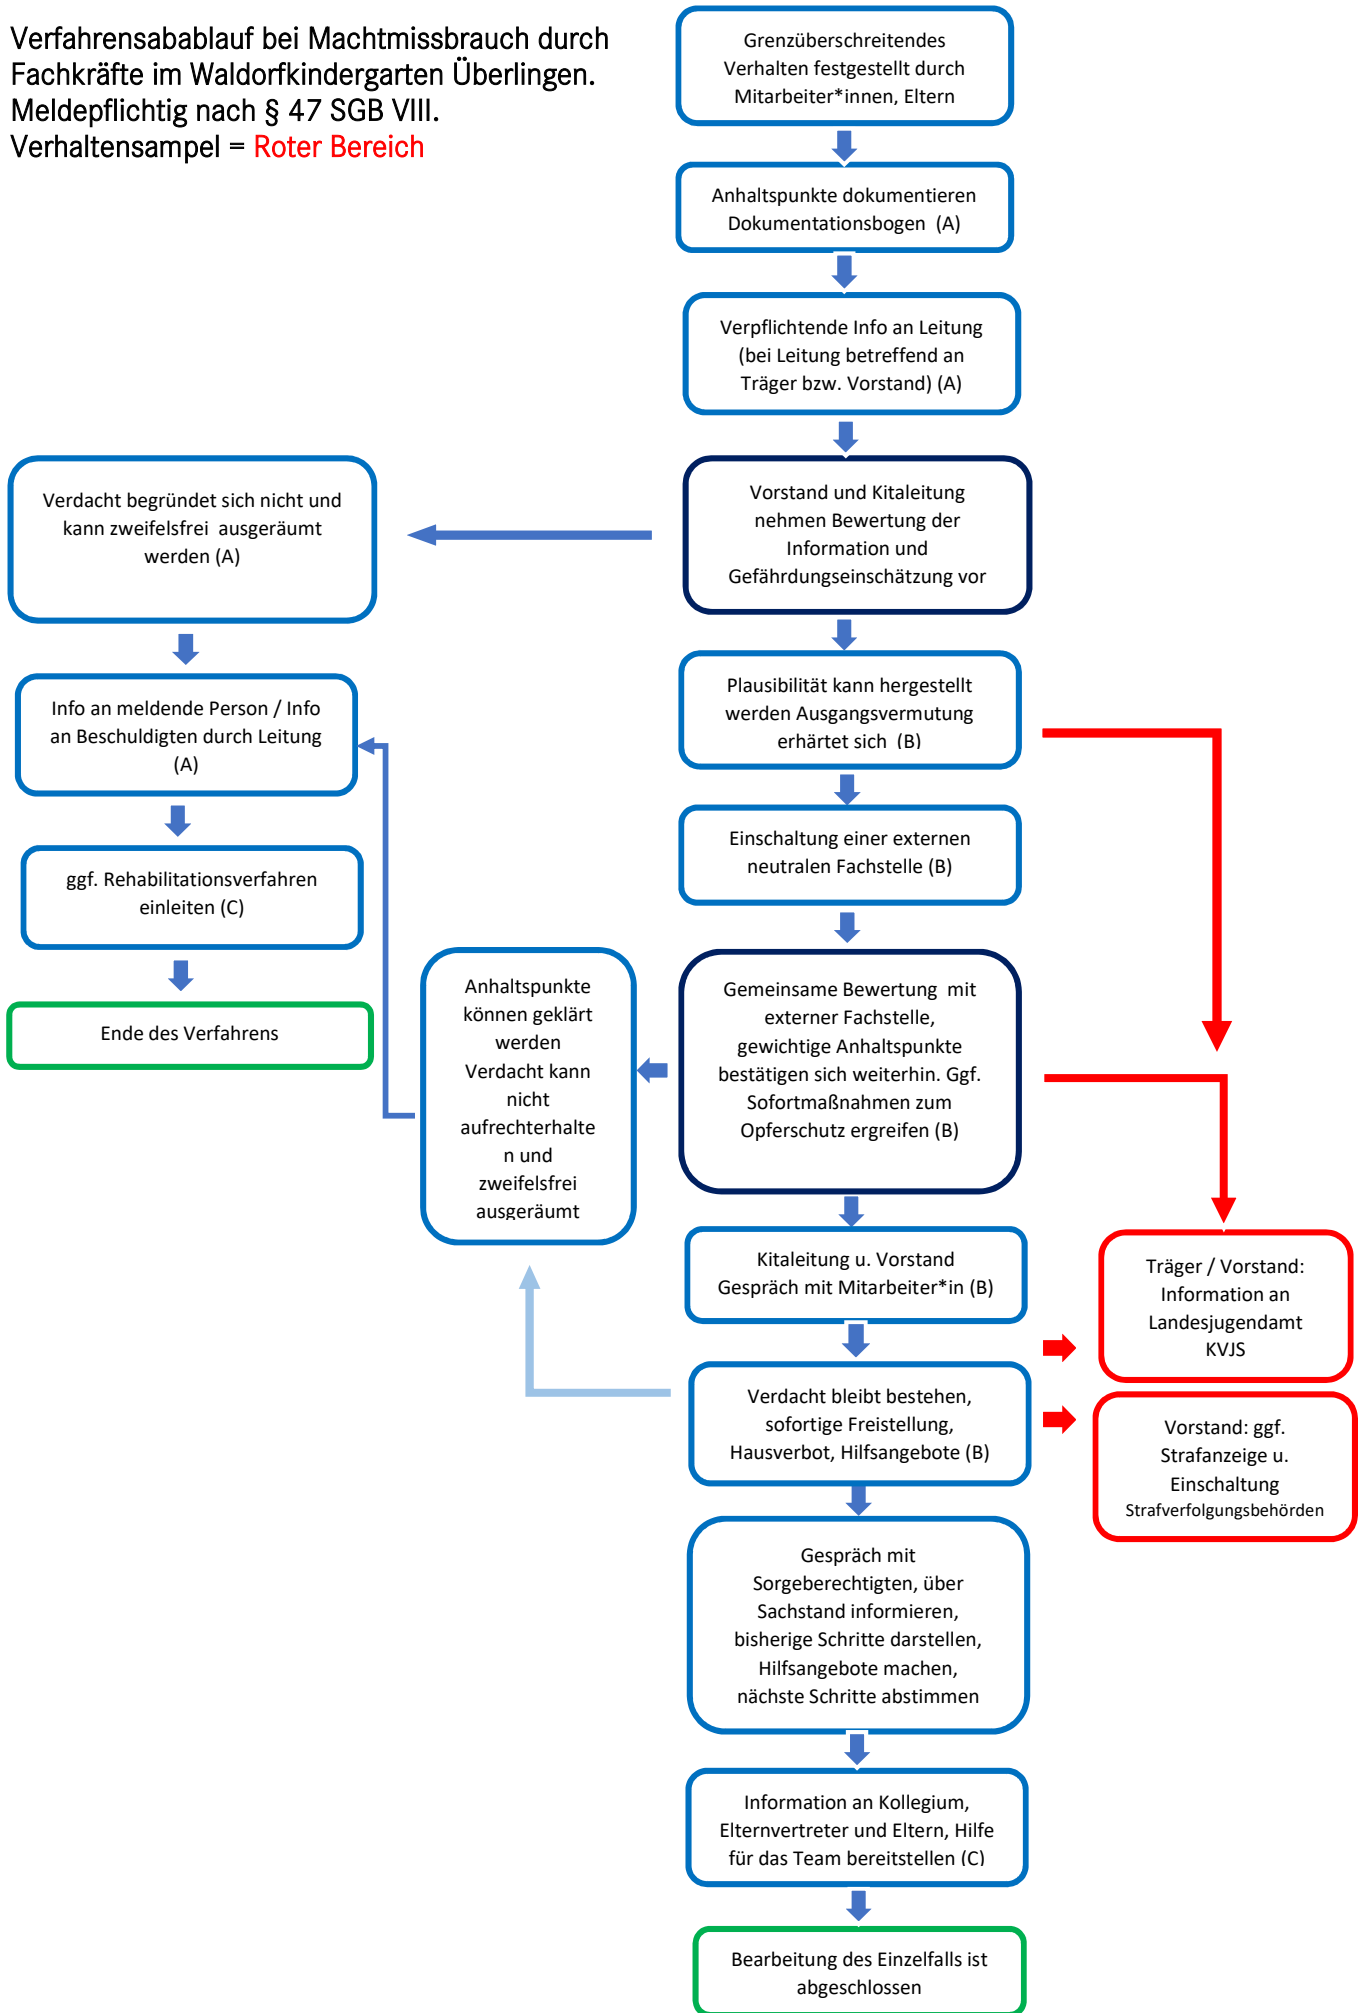 Verfahrensabablauf bei Machtmissbrauch durch
Fachkräfte im Waldorfkindergarten Überlingen.
Meldepflichtig nach § 47 SGB VIII.
Verhaltensampel = Roter Bereich
Grenzüberschreitendes
Verhalten festgestellt durch
Mitarbeiter*innen, Eltern
Anhaltspunkte dokumentieren
Dokumentationsbogen (A)
Verpflichtende Info an Leitung
(bei Leitung betreffend an
Träger bzw. Vorstand) (A)
Vorstand und Kitaleitung
nehmen Bewertung der
Information und
Gefährdungseinschätzung vor
Verdacht begründet sich nicht und
kann zweifelsfrei ausgeräumt
werden (A)
Info an meldende Person / Info
an Beschuldigten durch Leitung
(A)
ggf. Rehabilitationsverfahren
einleiten (C)
Ende des Verfahrens
Plausibilität kann hergestellt
werden Ausgangsvermutung
erhärtet sich (B)
Einschaltung einer externen
neutralen Fachstelle (B)
Gemeinsame Bewertung mit
externer Fachstelle,
gewichtige Anhaltspunkte
bestätigen sich weiterhin. Ggf.
Sofortmaßnahmen zum
Opferschutz ergreifen (B)
Anhaltspunkte
können geklärt
werden
Verdacht kann
nicht
aufrechterhalte
n und
zweifelsfrei
ausgeräumt
Kitaleitung u. Vorstand
Gespräch mit Mitarbeiter*in (B)
Verdacht bleibt bestehen,
sofortige Freistellung,
Hausverbot, Hilfsangebote (B)
Träger / Vorstand:
Information an
Landesjugendamt
KVJS
Vorstand: ggf.
Strafanzeige u.
Einschaltung
Strafverfolgungsbehörden
Gespräch mit
Sorgeberechtigten, über
Sachstand informieren,
bisherige Schritte darstellen,
Hilfsangebote machen,
nächste Schritte abstimmen
Information an Kollegium,
Elternvertreter und Eltern, Hilfe
für das Team bereitstellen (C)
Bearbeitung des Einzelfalls ist
abgeschlossen